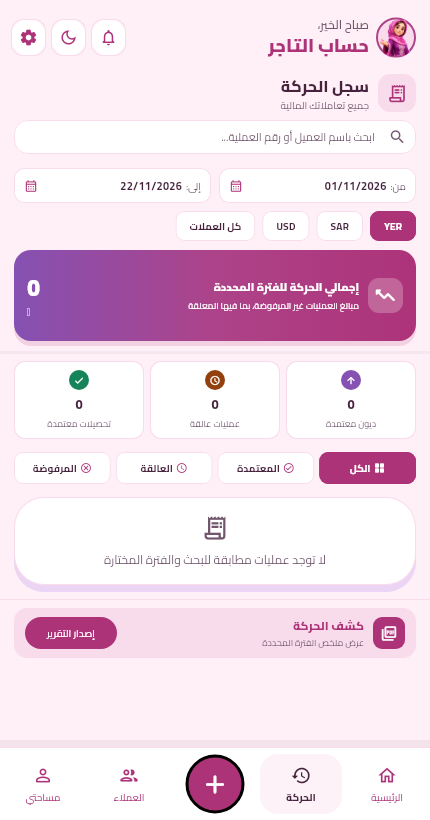 صباح الخير،
حساب التاجر
سجل الحركة
جميع تعاملاتك المالية
ابحث باسم العميل أو رقم العملية...
من: 01/11/2026
إلى: 22/11/2026
YER
SAR
USD
كل العملات
إجمالي الحركة للفترة المحددة
مبالغ العمليات غير المرفوضة، بما فيها المعلقة
0
0
ديون معتمدة
0
عمليات عالقة
0
تحصيلات معتمدة
الكل
المعتمدة
العالقة
المرفوضة
لا توجد عمليات مطابقة للبحث والفترة المختارة
كشف الحركة
عرض ملخص الفترة المحددة
إصدار التقرير
الرئيسية
الحركة
العملاء
مساحتي